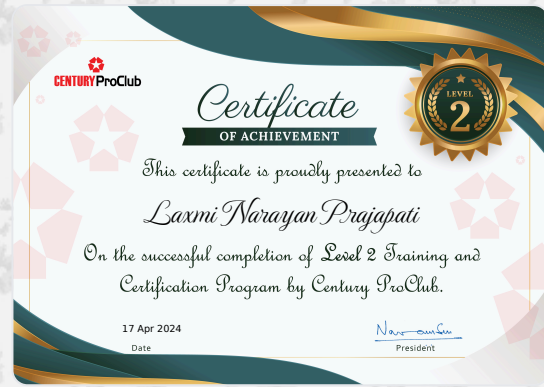 CENTURY ProClub
LEVEL
2
Certificate
OF ACHIEVEMENT
This certificate is proudly presented to
Laxmi Narayan Prajapati
On the successful completion of Level 2 Training and
Certification Program by Century ProClub.
17 Apr 2024
Date
President